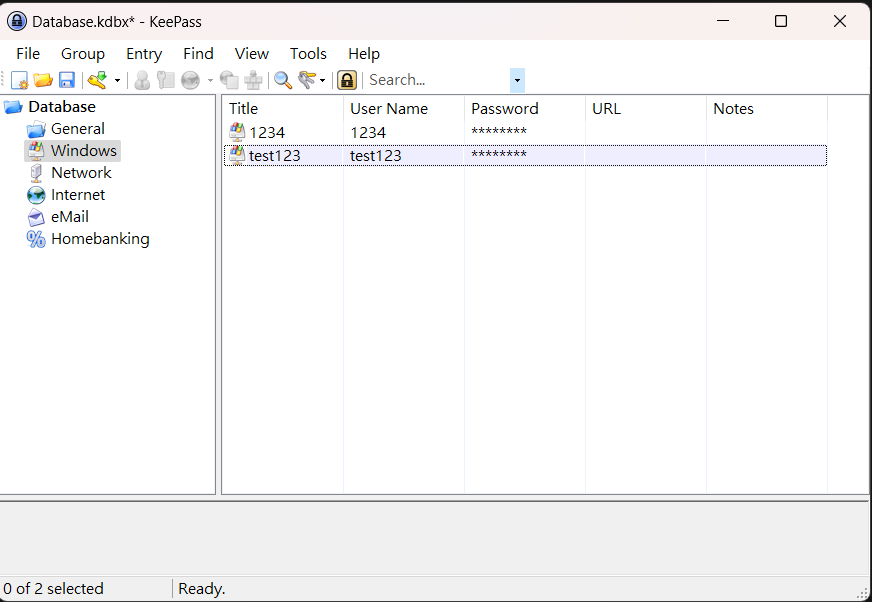 Database.kdbx* - KeePass
File Group Entry Find View Tools Help
Search...
Database
General
Windows
Network
Internet
eMail
Homebanking
Title User Name Password URL Notes
1234 1234 ********
test123 test123 ********
0 of 2 selected Ready.